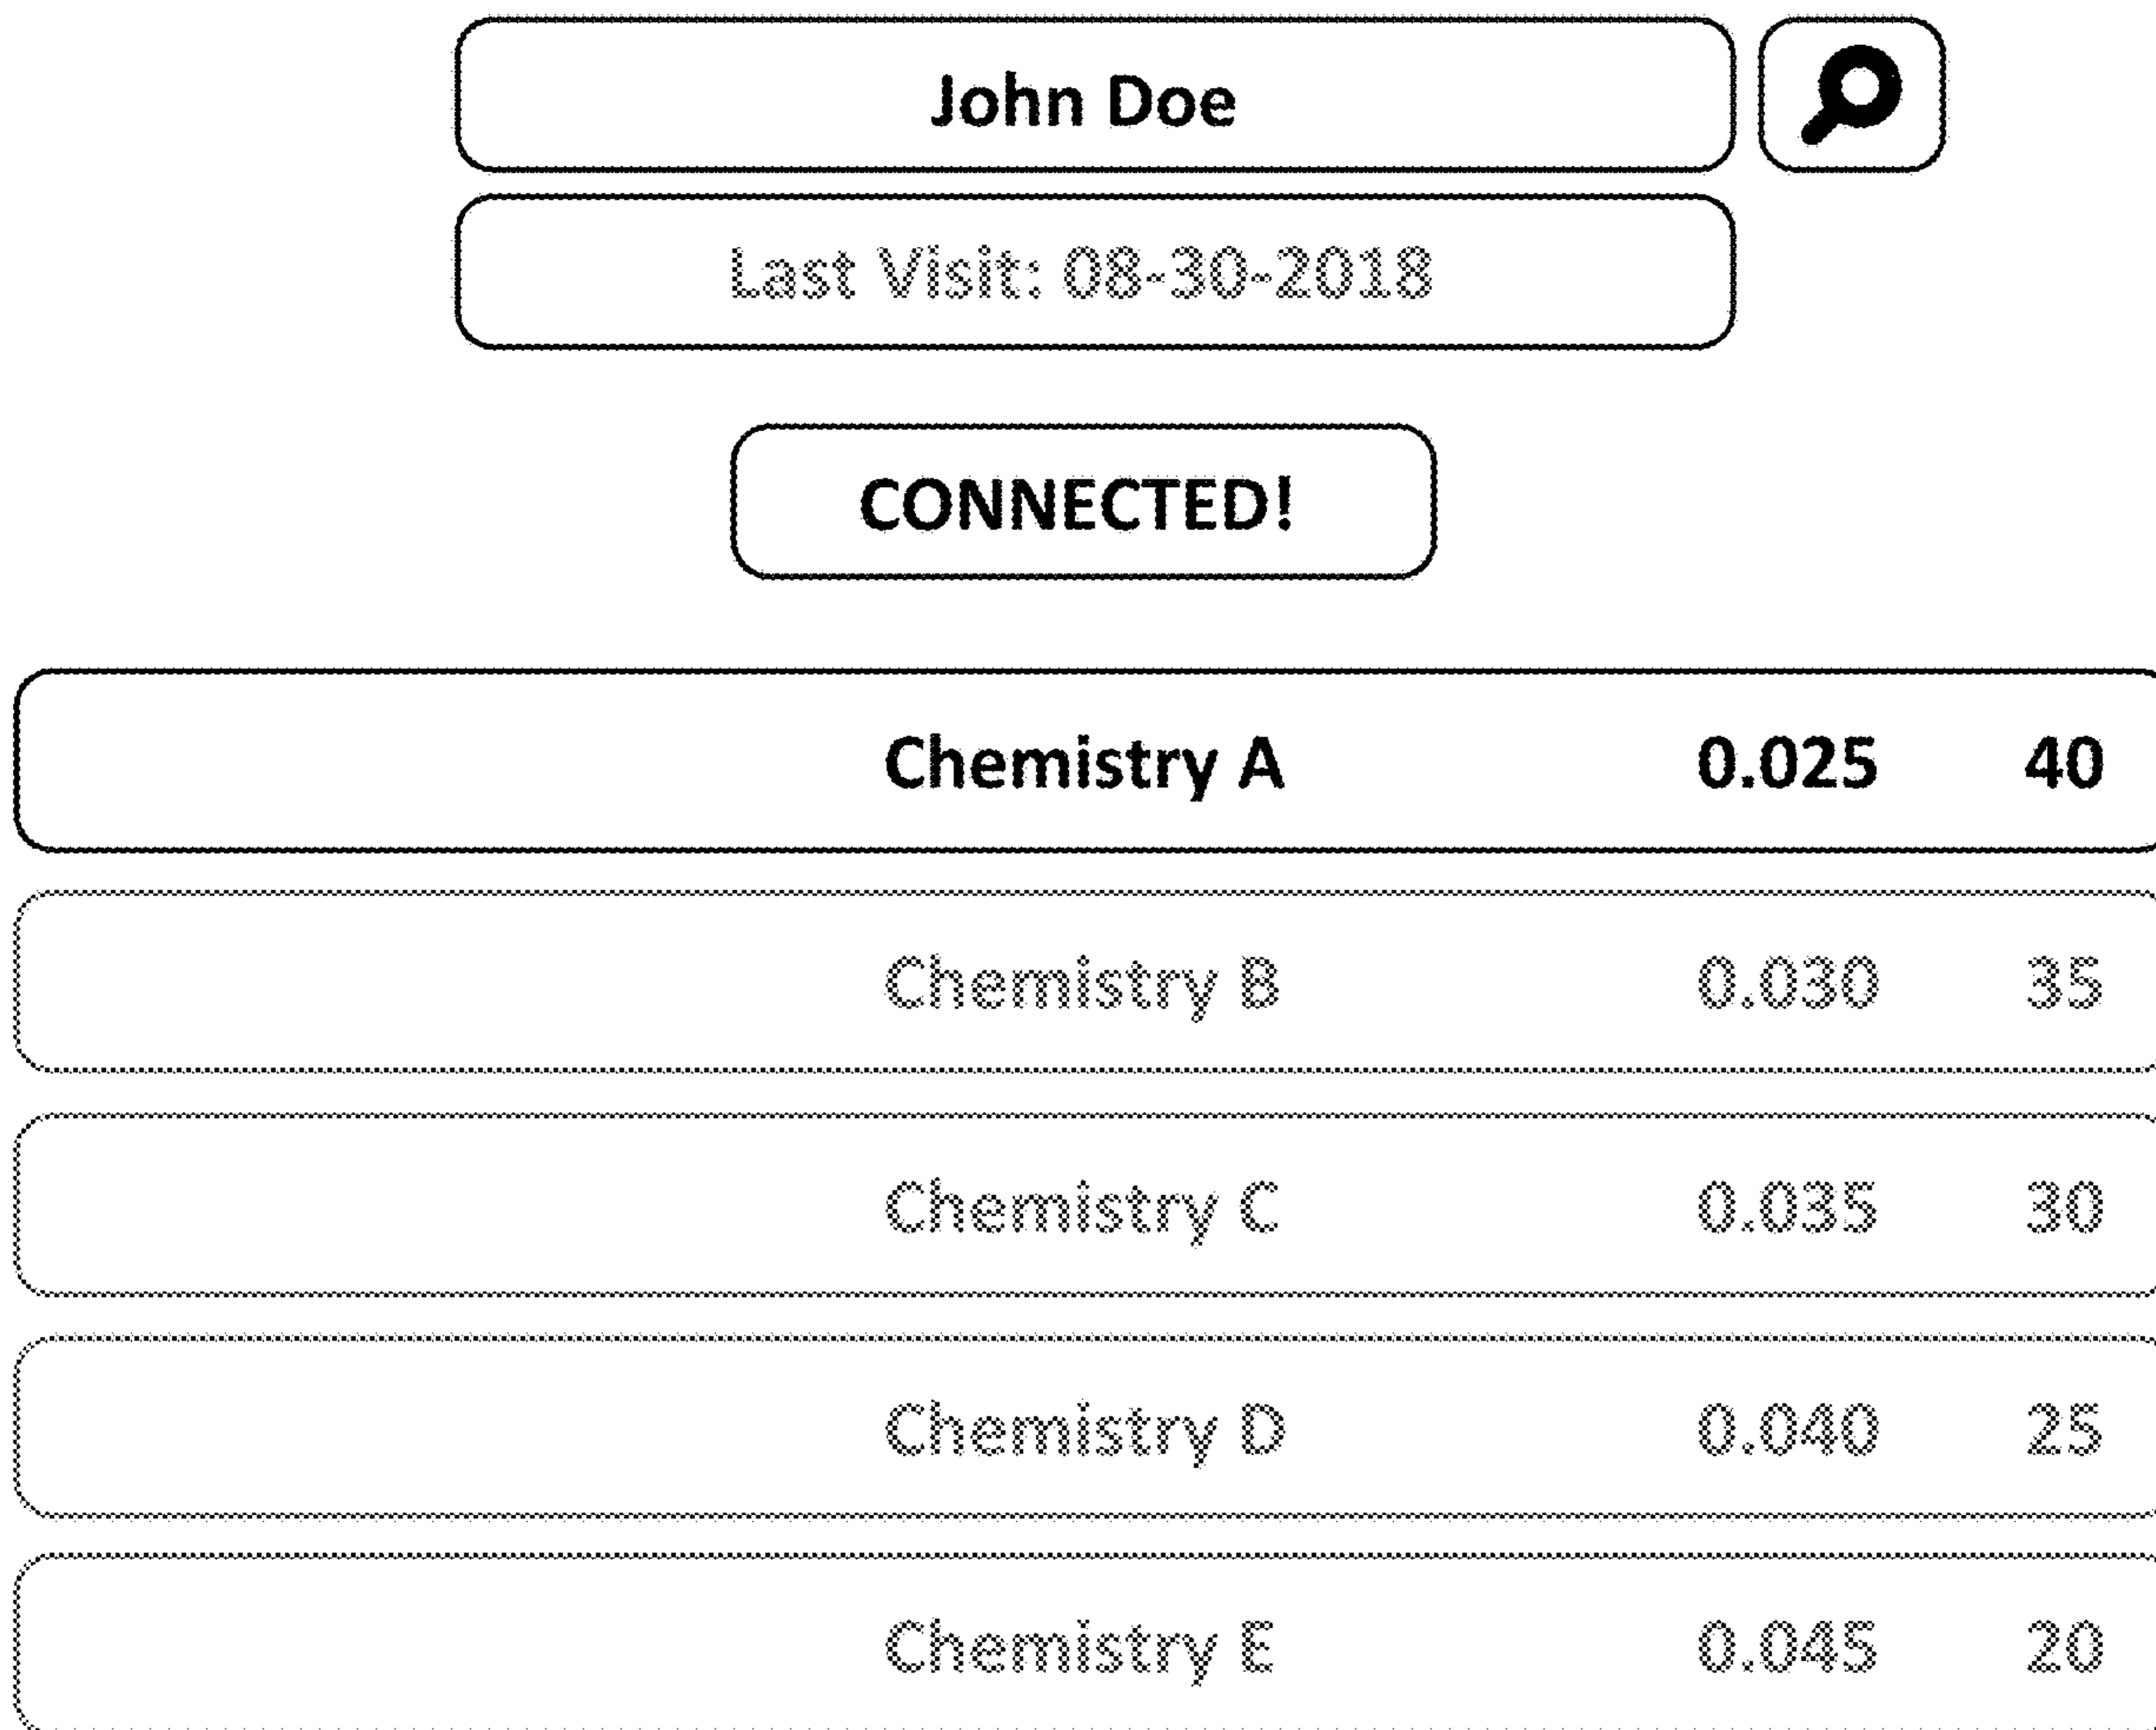 John Doe
Last Visit: 08-30-2018
CONNECTED!
Chemistry A 0.025 40
Chemistry B 0.030 35
Chemistry C 0.035 30
Chemistry D 0.040 25
Chemistry E 0.045 20